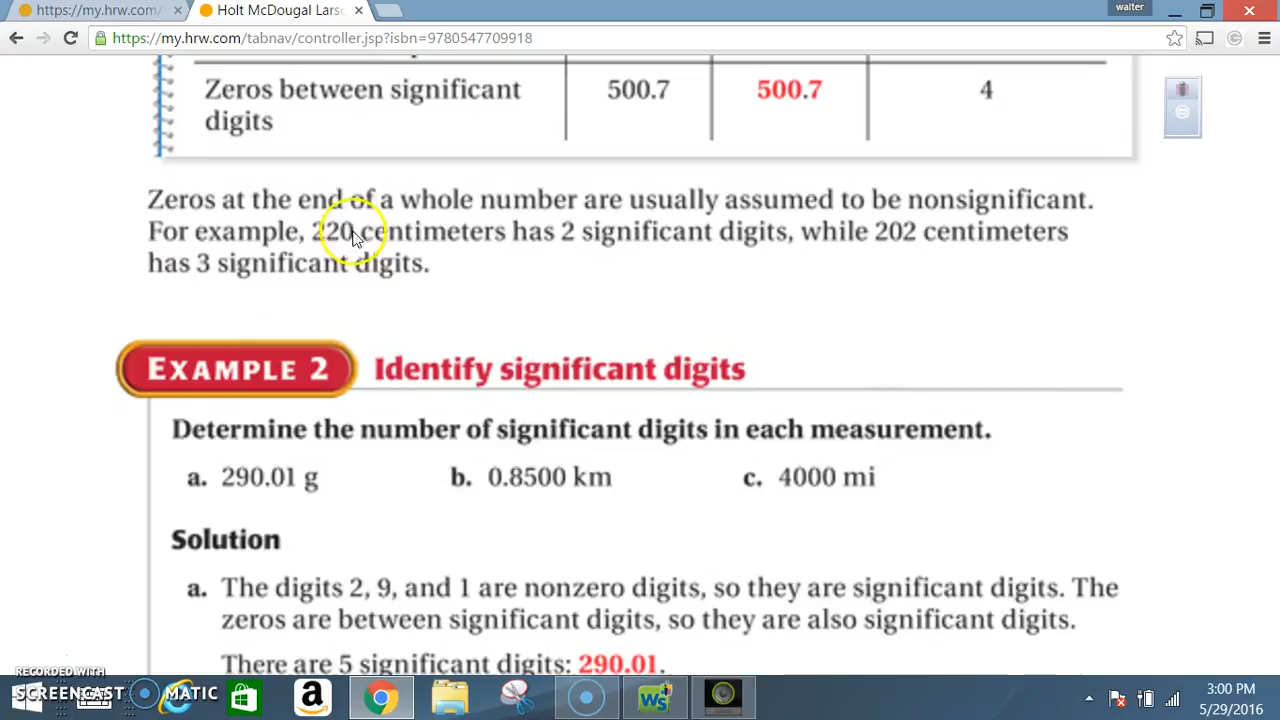 https://my.hrw.com/
Holt McDougal Lars
walter
https://my.hrw.com/tabnav/controller.jsp?isbn=9780547709918
Zeros between significant
digits
500.7
500.7
4
Zeros at the end of a whole number are usually assumed to be nonsignificant.
For example, 220 centimeters has 2 significant digits, while 202 centimeters
has 3 significant digits.
EXAMPLE 2
Identify significant digits
Determine the number of significant digits in each measurement.
a. 290.01 g
b. 0.8500 km
c. 4000 mi
Solution
a. The digits 2, 9, and 1 are nonzero digits, so they are significant digits. The
zeros are between significant digits, so they are also significant digits.
There are 5 significant digits: 290.01.
RECORDED WITH
SCREENCAST MATIC
a
WS
3:00 PM
5/29/2016